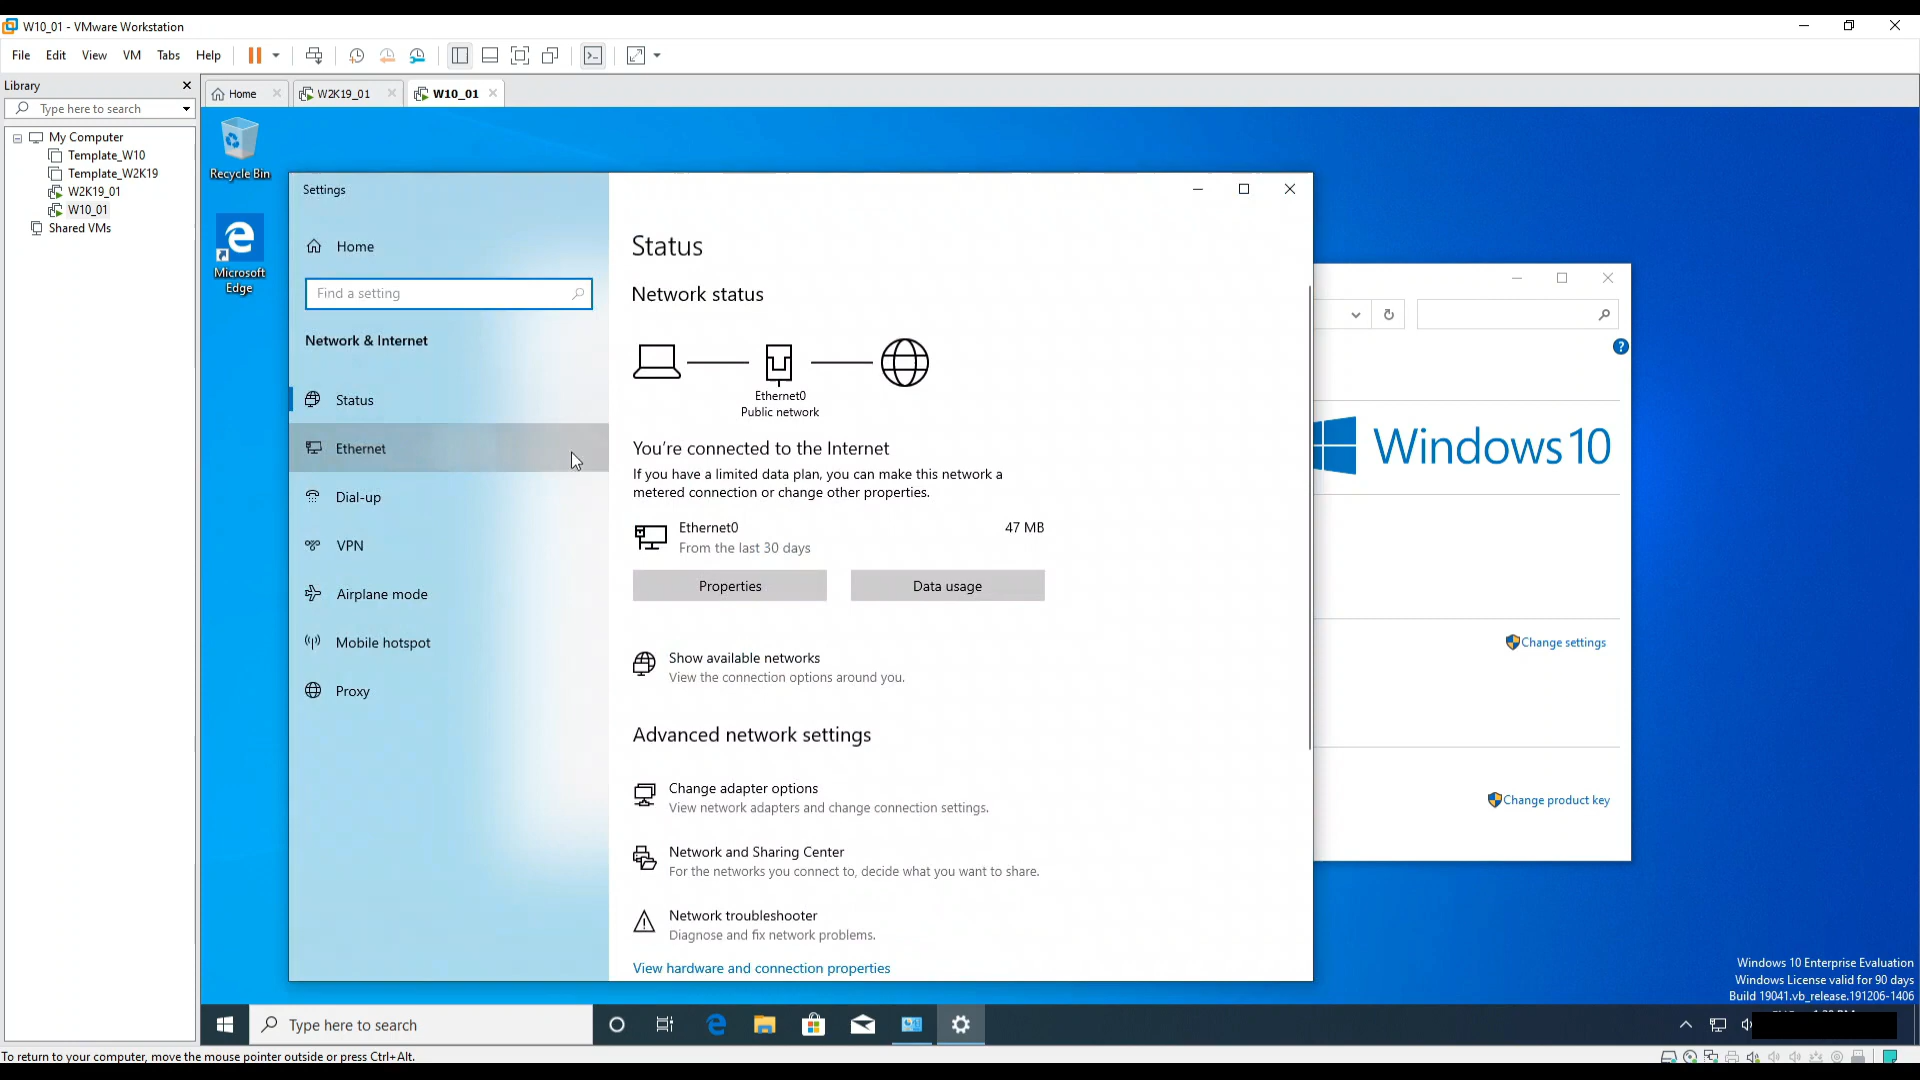 W10_01 - VMware Workstation
File Edit View VM Tabs Help
Library
Type here to search
My Computer
Template_W10
Template_W2K19
W2K19_01
W10_01
Shared VMs
Home
W2K19_01
W10_01
Recycle Bin
Microsoft
Edge
Settings
Home
Find a setting
Network & Internet
Status
Ethernet
Dial-up
VPN
Airplane mode
Mobile hotspot
Proxy
Status
Network status
Ethernet0
Public network
You're connected to the Internet
If you have a limited data plan, you can make this network a
metered connection or change other properties.
Ethernet0 47 MB
From the last 30 days
Properties Data usage
Show available networks
View the connection options around you.
Advanced network settings
Change adapter options
View network adapters and change connection settings.
Network and Sharing Center
For the networks you connect to, decide what you want to share.
Network troubleshooter
Diagnose and fix network problems.
View hardware and connection properties
Windows 10
Change settings
Change product key
Windows 10 Enterprise Evaluation
Windows License valid for 90 days
Build 19041.vb_release.191206-1406
Type here to search
To return to your computer, move the mouse pointer outside or press Ctrl+Alt.